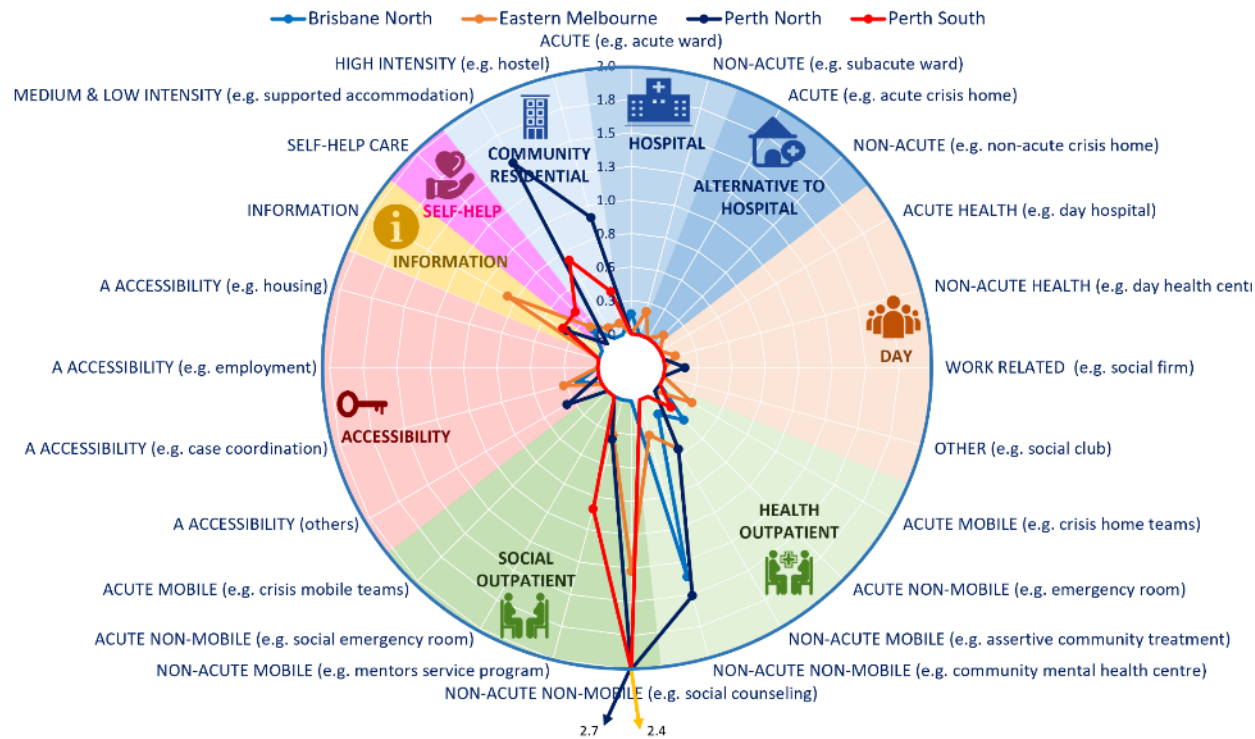 Brisbane North
Eastern Melbourne
Perth North
Perth South
ACUTE (e.g. acute ward)
HIGH INTENSITY (e.g. hostel)
NON-ACUTE (e.g. subacute ward)
MEDIUM & LOW INTENSITY (e.g. supported accommodation)
ACUTE (e.g. acute crisis home)
SELF-HELP CARE
NON-ACUTE (e.g. non-acute crisis home)
INFORMATION
ACUTE HEALTH (e.g. day hospital)
A ACCESSIBILITY (e.g. housing)
NON-ACUTE HEALTH (e.g. day health centr
A ACCESSIBILITY (e.g. employment)
WORK RELATED (e.g. social firm)
A ACCESSIBILITY (e.g. case coordination)
OTHER (e.g. social club)
A ACCESSIBILITY (others)
ACUTE MOBILE (e.g. crisis home teams)
ACUTE MOBILE (e.g. crisis mobile teams)
ACUTE NON-MOBILE (e.g. emergency room)
ACUTE NON-MOBILE (e.g. social emergency room)
NON-ACUTE MOBILE (e.g. assertive community treatment)
NON-ACUTE MOBILE (e.g. mentors service program)
NON-ACUTE NON-MOBILE (e.g. community mental health centre)
NON-ACUTE NON-MOBILE (e.g. social counseling)
2.0
1.8
1.5
1.3
1.0
0.8
0.5
0.3
HOSPITAL
COMMUNITY
RESIDENTIAL
ALTERNATIVE TO
HOSPITAL
SELF-HELP
i
INFORMATION
DAY
ACCESSIBILITY
HEALTH
OUTPATIENT
SOCIAL
OUTPATIENT
2.7
2.4